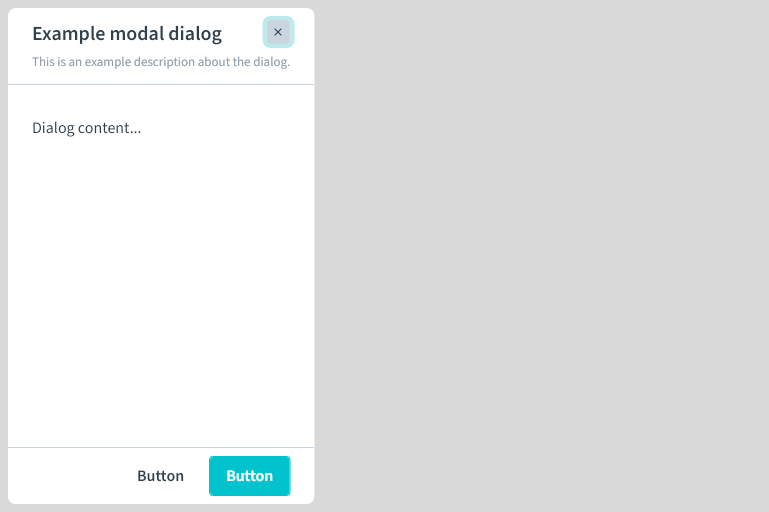 Example modal dialog
This is an example description about the dialog.
Dialog content...
Button Button